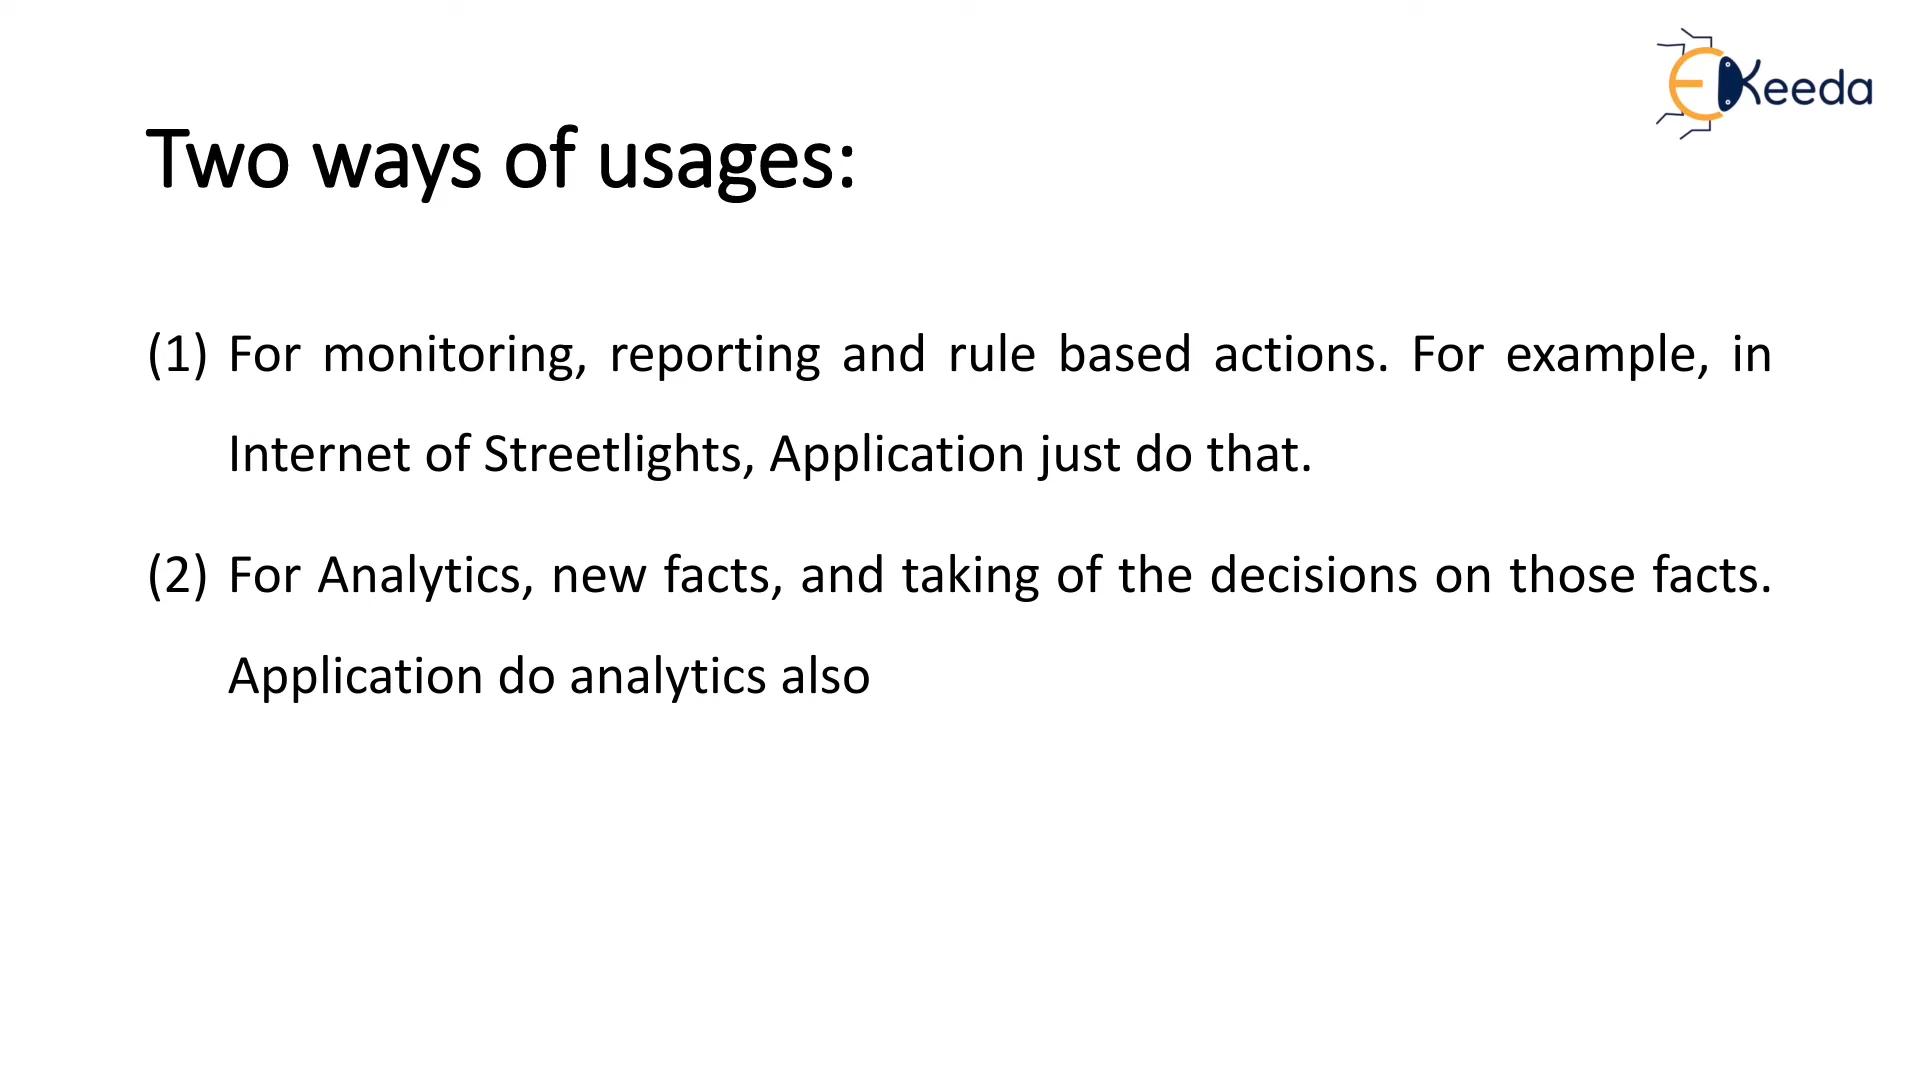 EKeeda
Two ways of usages:
(1) For monitoring, reporting and rule based actions. For example, in
Internet of Streetlights, Application just do that.
(2) For Analytics, new facts, and taking of the decisions on those facts.
Application do analytics also